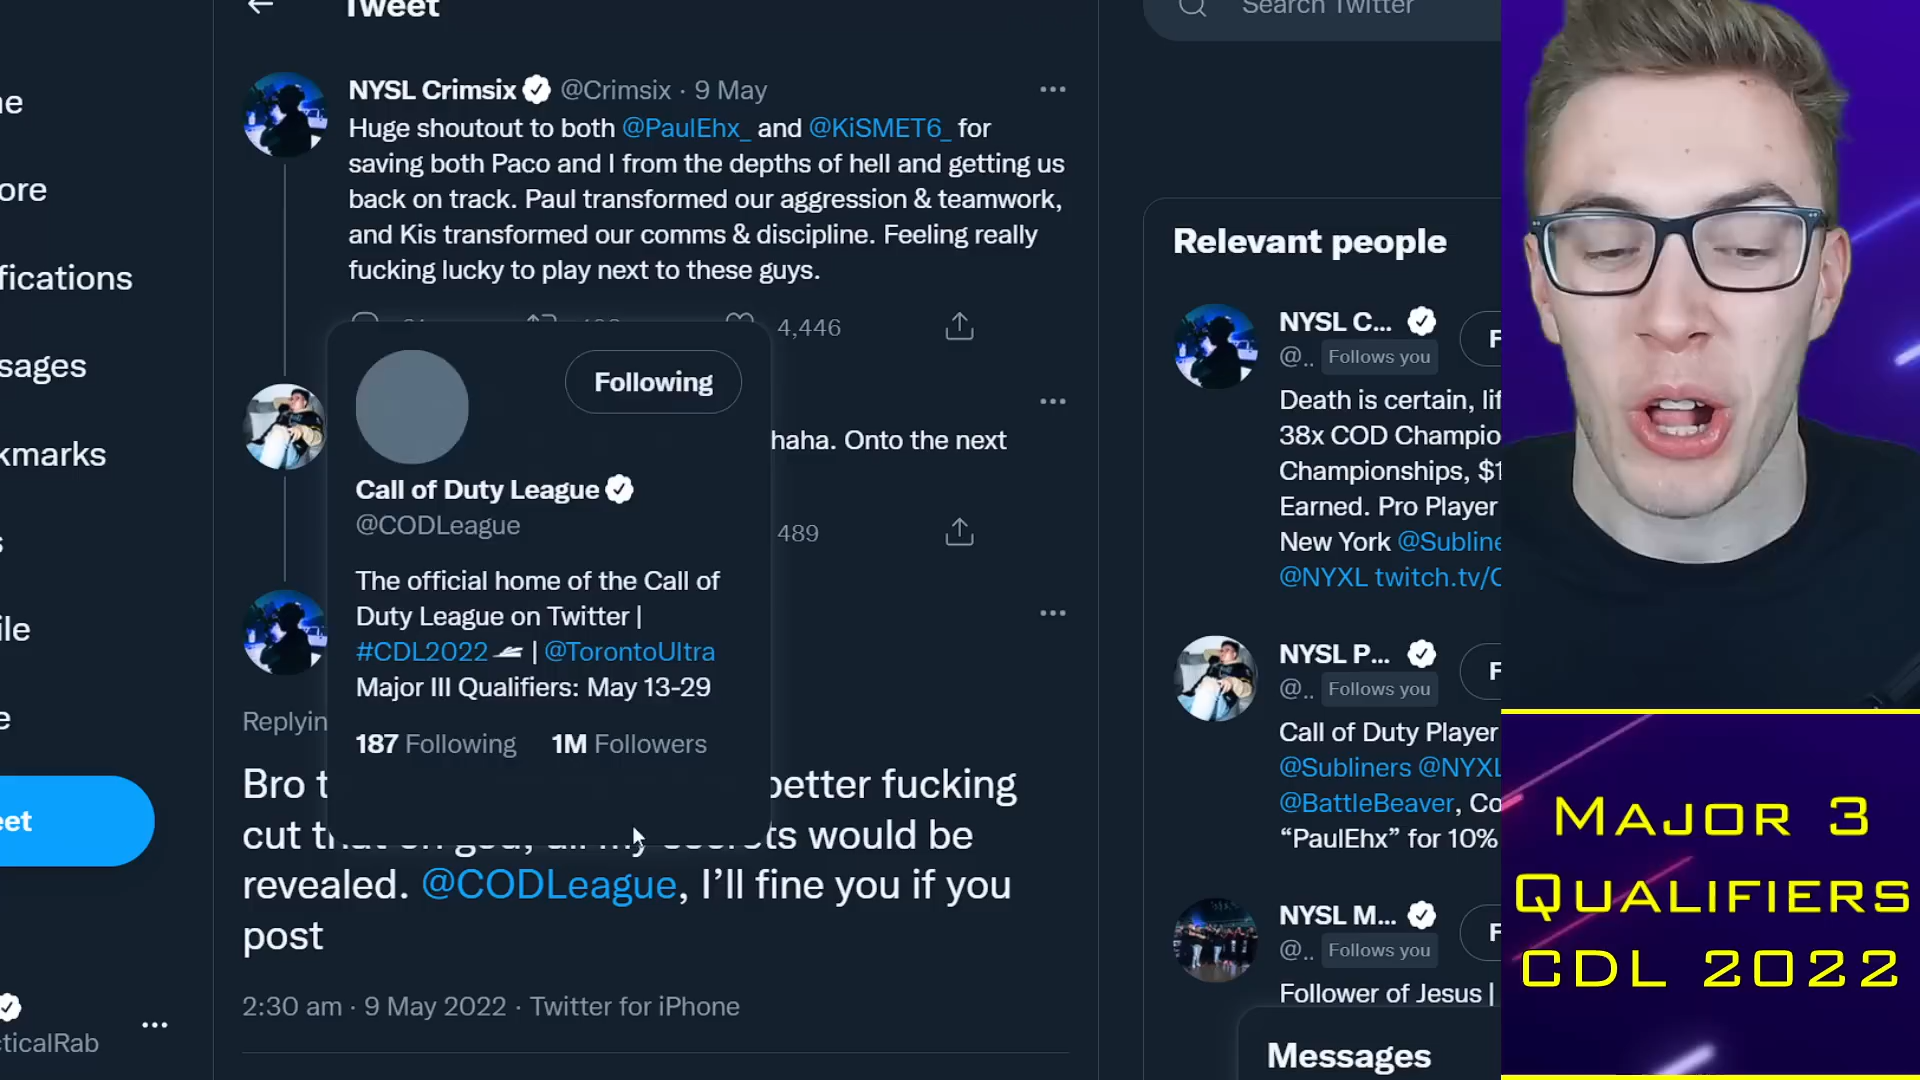 Tweet
Search Twitter
NYSL Crimsix @Crimsix · 9 May
Huge shoutout to both @PaulEhx_ and @KiSMET6_ for
saving both Paco and I from the depths of hell and getting us
back on track. Paul transformed our aggression & teamwork,
and Kis transformed our comms & discipline. Feeling really
fucking lucky to play next to these guys.
4,446
Following
Call of Duty League
@CODLeague
The official home of the Call of
Duty League on Twitter |
#CDL2022 | @TorontoUltra
Major III Qualifiers: May 13-29
187 Following 1M Followers
haha. Onto the next
489
Replyin
Bro t better fucking
cut that on god, all my secrets would be
revealed. @CODLeague, I'll fine you if you
post
2:30 am · 9 May 2022 · Twitter for iPhone
ne
ore
fications
sages
kmarks
s
ile
e
eet
cticalRab
Relevant people
NYSL C...
@.. Follows you
F
Death is certain, lif
38x COD Champio
Championships, $1
Earned. Pro Player
New York @Subline
@NYXL twitch.tv/C
NYSL P...
@.. Follows you
F
Call of Duty Player
@Subliners @NYXL
@BattleBeaver, Co
“PaulEhx” for 10%
NYSL M...
@.. Follows you
F
Follower of Jesus |
Messages
Major 3
Qualifiers
CDL 2022